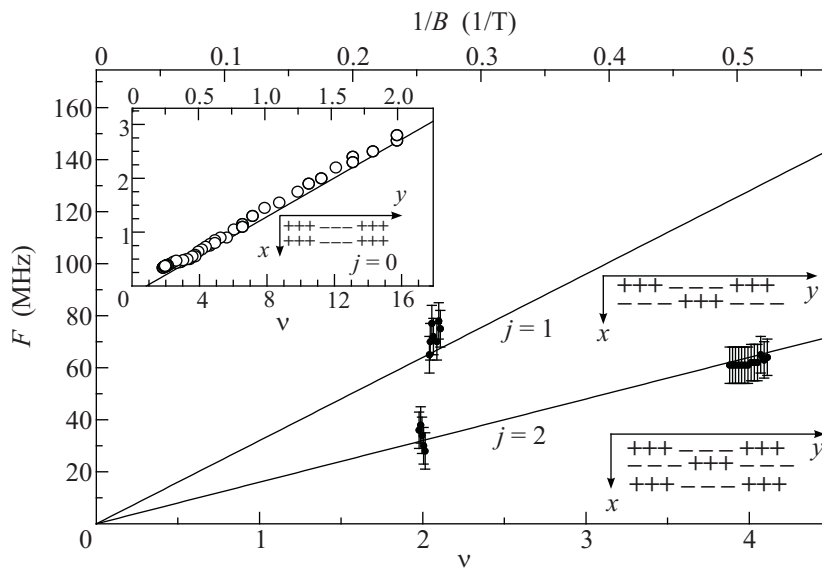 1/B (1/T)
0 0.1 0.2 0.3 0.4 0.5
F (MHz)
160
140
120
100
80
60
40
20
0
0 0.5 1.0 1.5 2.0
3
2
1
0 4 8 12 16
ν
y
+++ _ _ _ +++
x +++ _ _ _ +++
j = 0
+++ _ _ _ +++ y
_ _ _ +++ _ _ _
x
j = 1
j = 2
+++ _ _ _ +++ y
_ _ _ +++ _ _ _
x +++ _ _ _ +++
1 2 3 4
ν